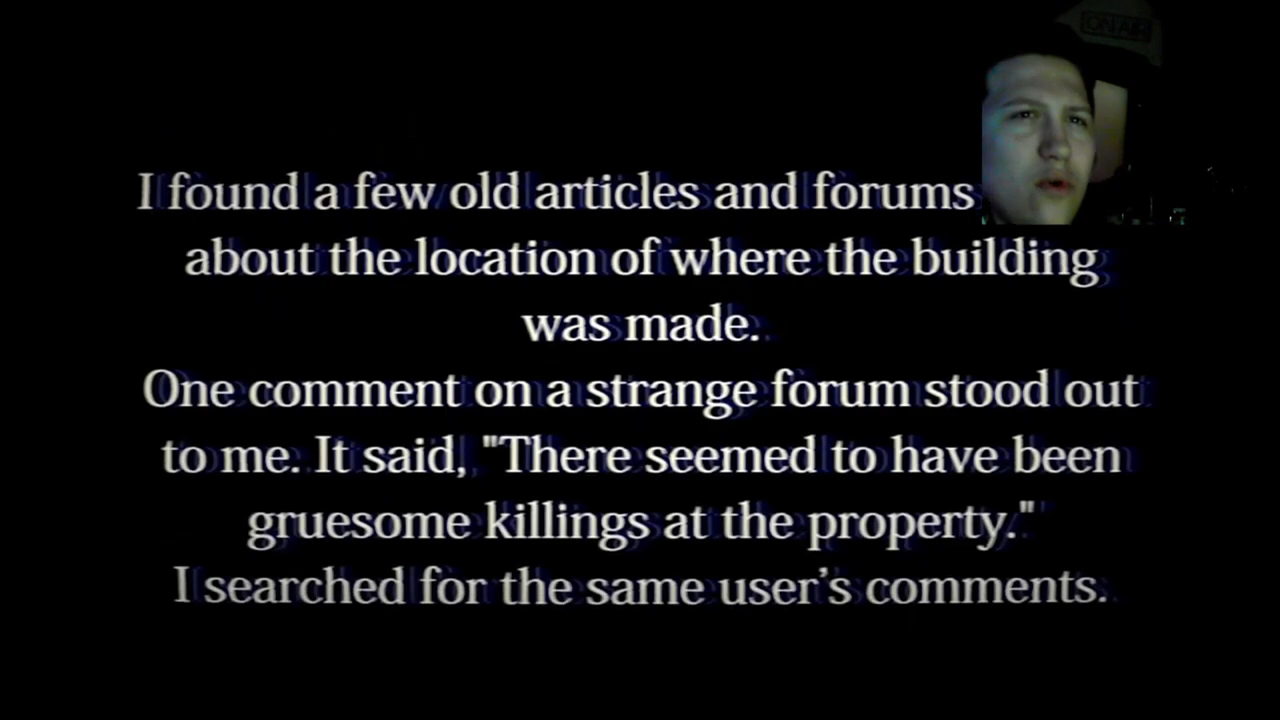 ON AIR
I found a few old articles and forums
about the location of where the building
was made.
One comment on a strange forum stood out
to me. It said, "There seemed to have been
gruesome killings at the property."
I searched for the same user’s comments.